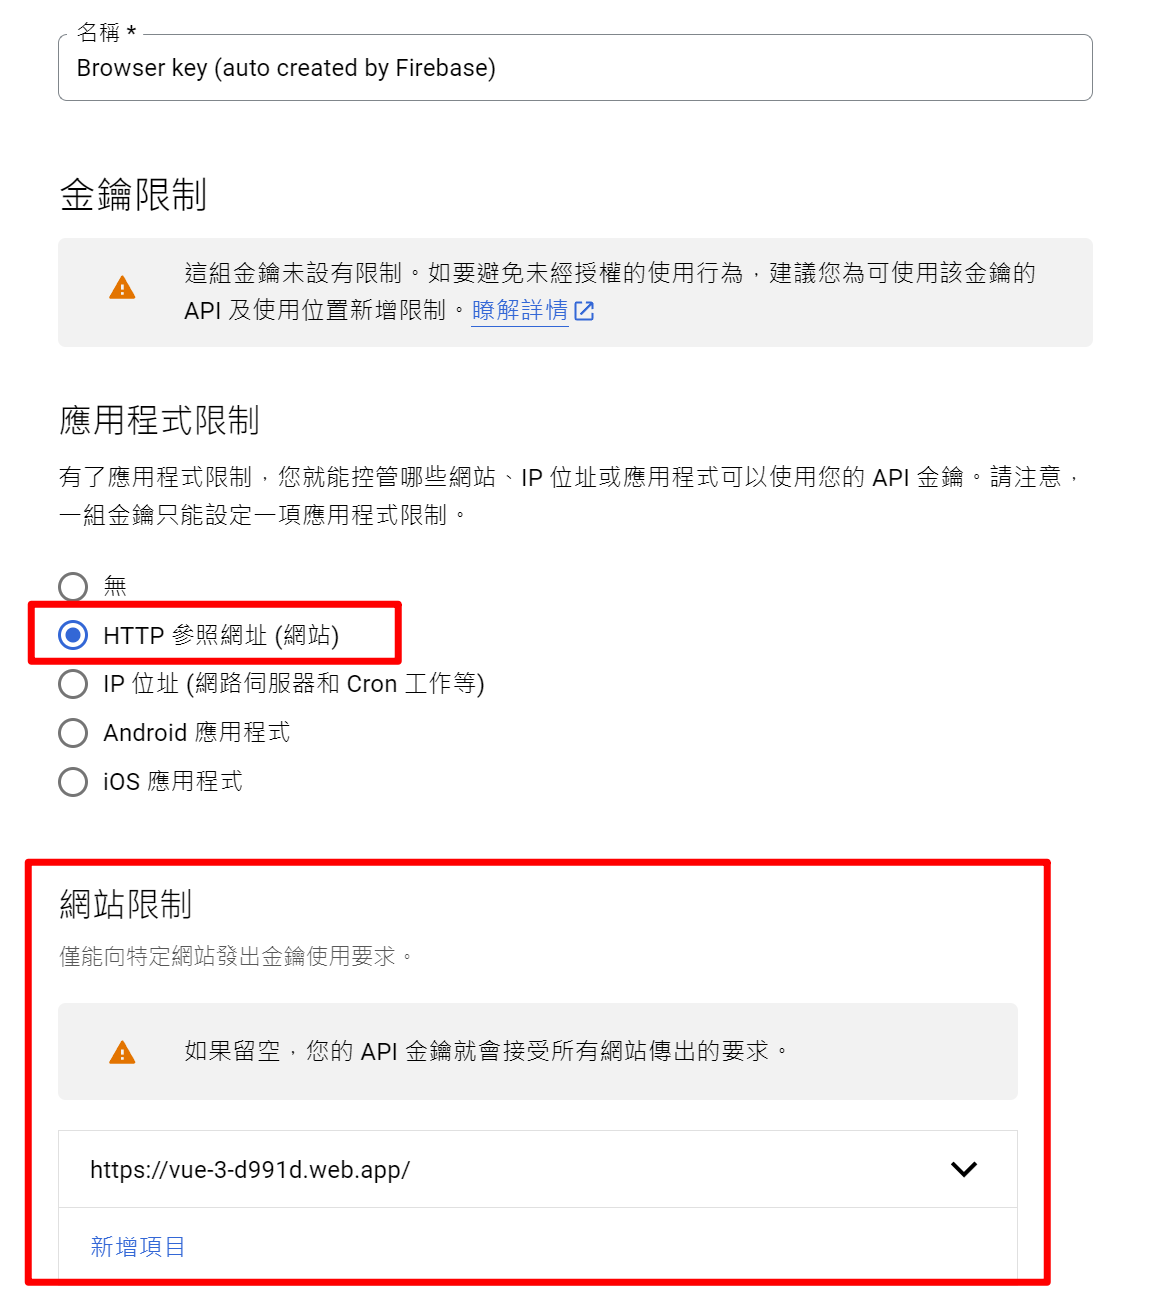 名稱 *
Browser key (auto created by Firebase)
金鑰限制
這組金鑰未設有限制。如要避免未經授權的使用行為，建議您為可使用該金鑰的
API 及使用位置新增限制。瞭解詳情
應用程式限制
有了應用程式限制，您就能控管哪些網站、IP 位址或應用程式可以使用您的 API 金鑰。請注意，
一組金鑰只能設定一項應用程式限制。
無
HTTP 參照網址 (網站)
IP 位址 (網路伺服器和 Cron 工作等)
Android 應用程式
iOS 應用程式
網站限制
僅能向特定網站發出金鑰使用要求。
如果留空，您的 API 金鑰就會接受所有網站傳出的要求。
https://vue-3-d991d.web.app/
新增項目